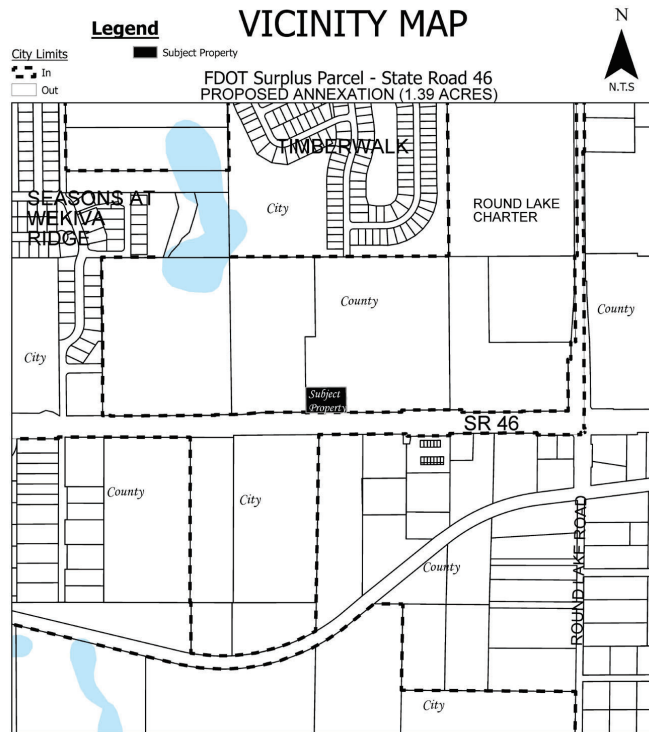 VICINITY MAP
Legend
City Limits
In
Out
Subject Property
N
N.T.S
FDOT Surplus Parcel - State Road 46
PROPOSED ANNEXATION (1.39 ACRES)
TIMBERWALK
SEASONS AT
WEKIVA
RIDGE
City
ROUND LAKE
CHARTER
County
County
City
Subject
Property
SR 46
County
City
County
ROUND LAKE ROAD
City